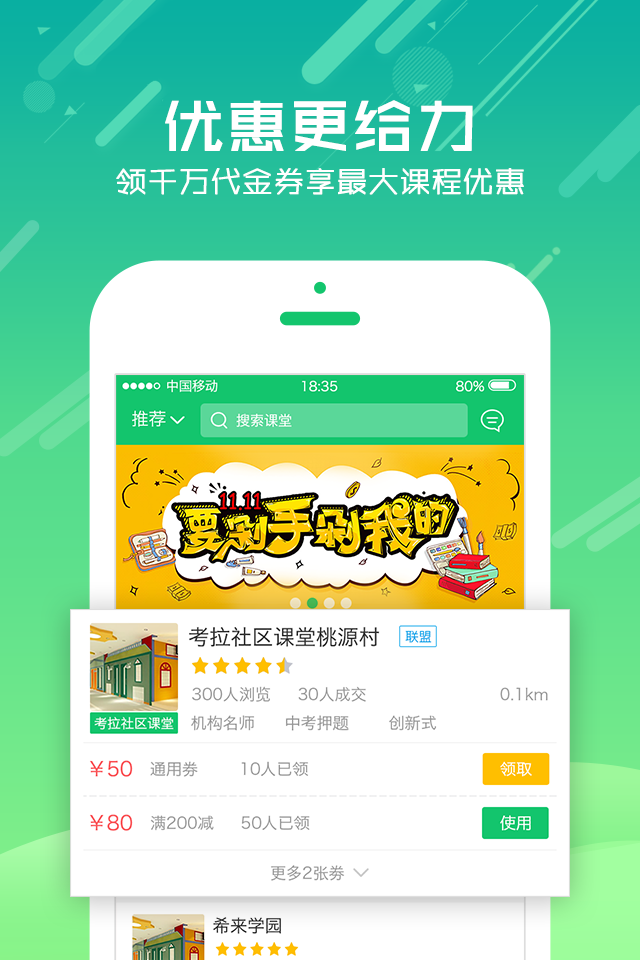 优惠更给力
领千万代金券享最大课程优惠
中国移动 18:35 80%
推荐 搜索课堂
11.11
要剁手剁我的
考拉社区课堂桃源村 联盟
300人浏览 30人成交 0.1km
考拉社区课堂 机构名师 中考押题 创新式
￥50 通用券 10人已领 领取
￥80 满200减 50人已领 使用
更多2张券
希来学园